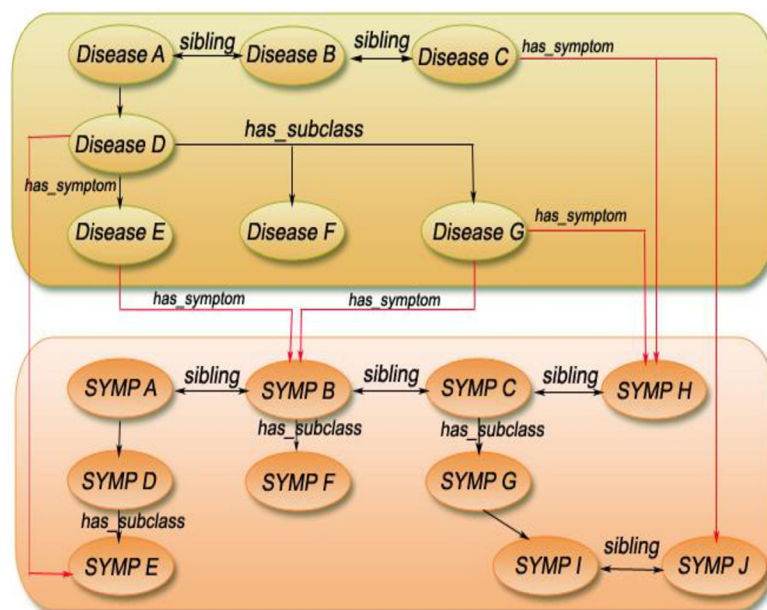 Disease A
sibling
Disease B
sibling
Disease C
has_symptom
Disease D
has_subclass
has_symptom
Disease E
Disease F
Disease G
has_symptom
has_symptom
has_symptom
SYMP A
sibling
SYMP B
sibling
SYMP C
sibling
SYMP H
has_subclass
has_subclass
SYMP D
SYMP F
SYMP G
has_subclass
SYMP E
SYMP I
sibling
SYMP J